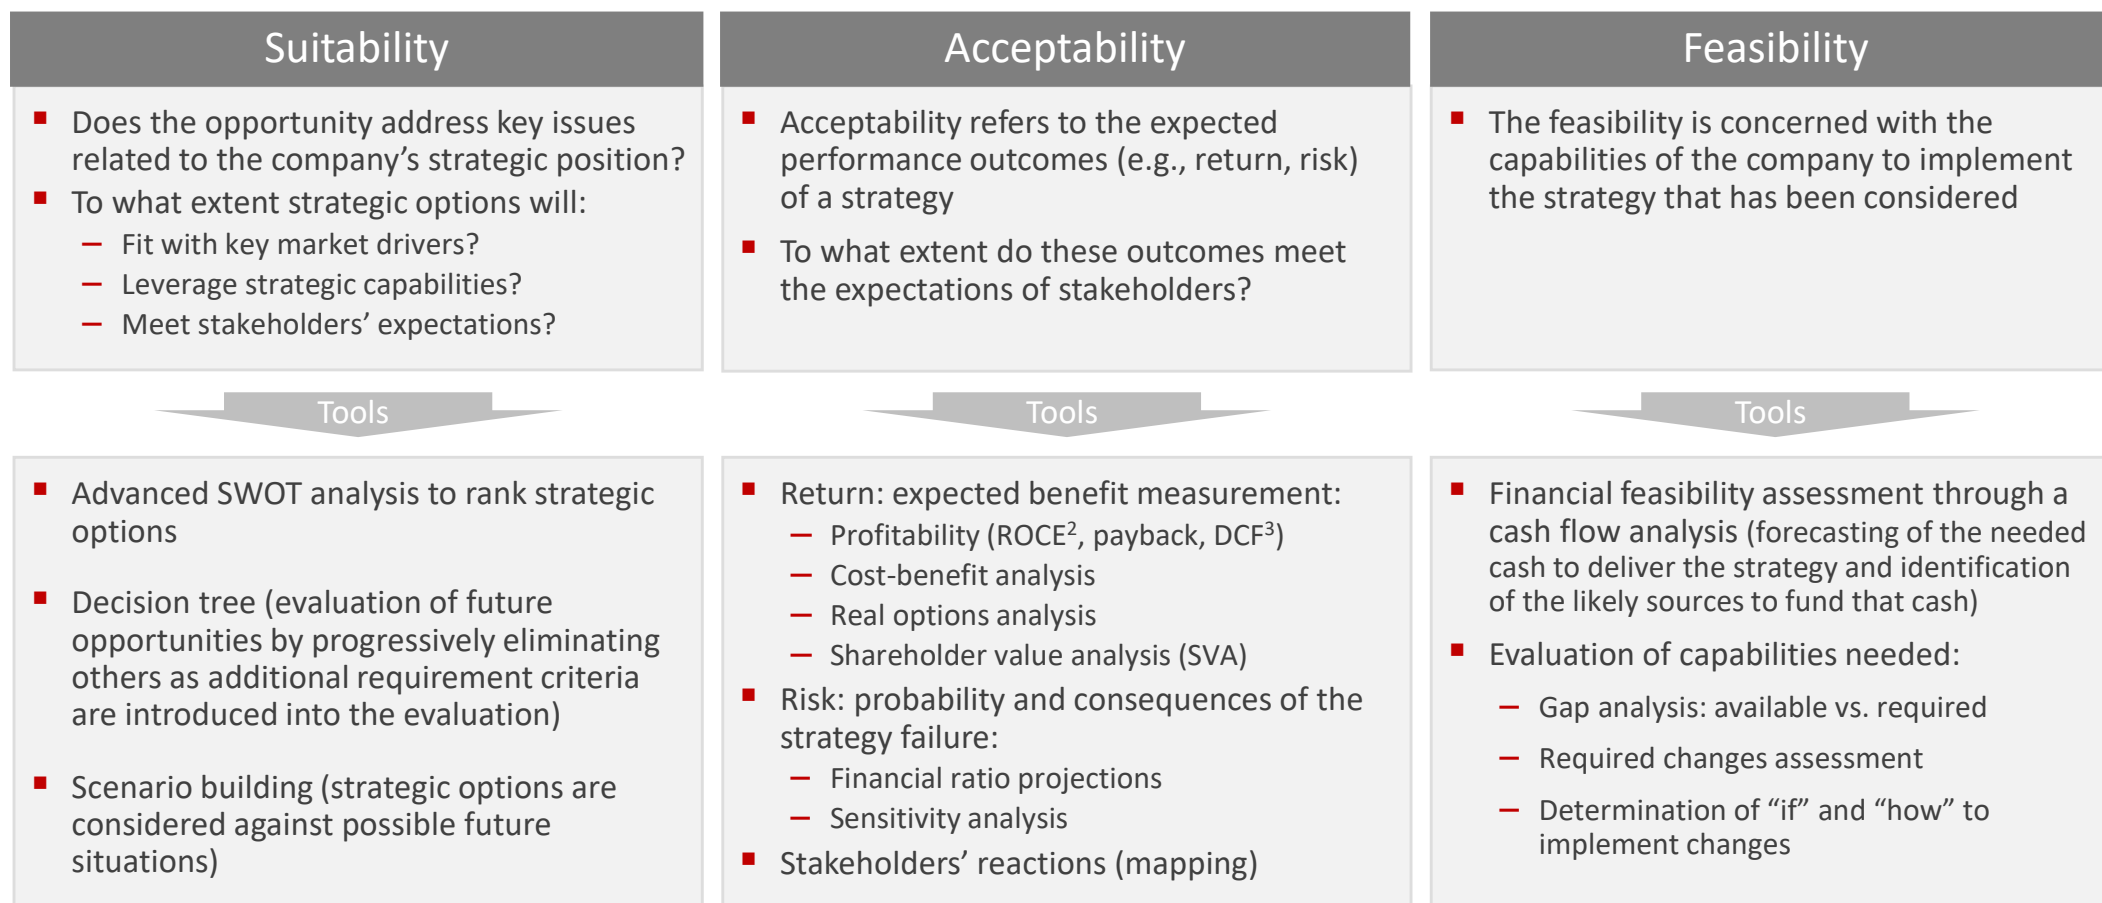 Suitability
▪ Does the opportunity address key issues
related to the company’s strategic position?
▪ To what extent strategic options will:
– Fit with key market drivers?
– Leverage strategic capabilities?
– Meet stakeholders’ expectations?
Tools
▪ Advanced SWOT analysis to rank strategic
options
▪ Decision tree (evaluation of future
opportunities by progressively eliminating
others as additional requirement criteria
are introduced into the evaluation)
▪ Scenario building (strategic options are
considered against possible future
situations)
Acceptability
▪ Acceptability refers to the expected
performance outcomes (e.g., return, risk)
of a strategy
▪ To what extent do these outcomes meet
the expectations of stakeholders?
Tools
▪ Return: expected benefit measurement:
– Profitability (ROCE², payback, DCF³)
– Cost-benefit analysis
– Real options analysis
– Shareholder value analysis (SVA)
▪ Risk: probability and consequences of the
strategy failure:
– Financial ratio projections
– Sensitivity analysis
▪ Stakeholders’ reactions (mapping)
Feasibility
▪ The feasibility is concerned with the
capabilities of the company to implement
the strategy that has been considered
Tools
▪ Financial feasibility assessment through a
cash flow analysis (forecasting of the needed
cash to deliver the strategy and identification
of the likely sources to fund that cash)
▪ Evaluation of capabilities needed:
– Gap analysis: available vs. required
– Required changes assessment
– Determination of “if” and “how” to
implement changes